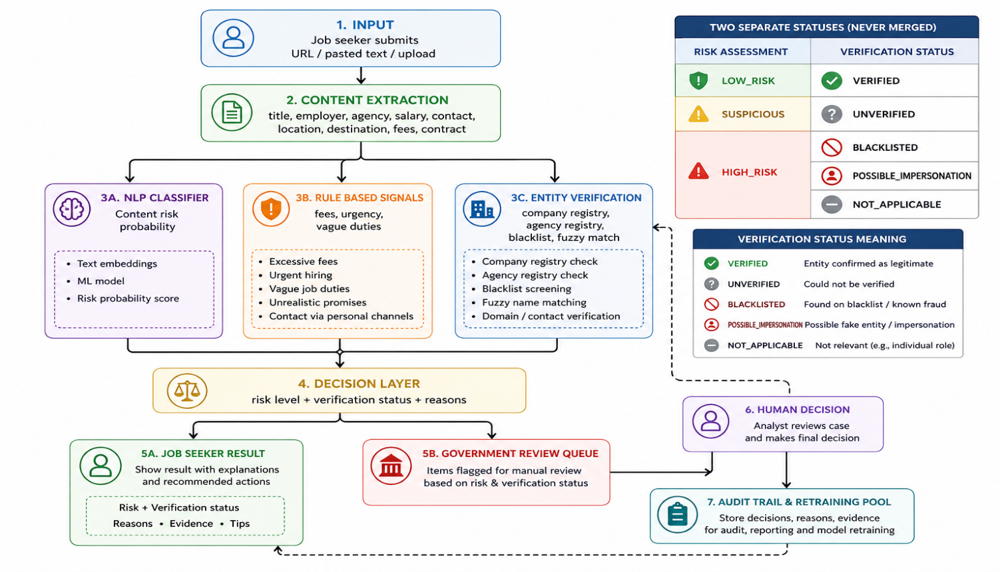 1. INPUT
Job seeker submits
URL / pasted text / upload
2. CONTENT EXTRACTION
title, employer, agency, salary, contact,
location, destination, fees, contract
3A. NLP CLASSIFIER
Content risk
probability
• Text embeddings
• ML model
• Risk probability score
3B. RULE BASED SIGNALS
fees, urgency,
vague duties
• Excessive fees
• Urgent hiring
• Vague job duties
• Unrealistic promises
• Contact via personal channels
3C. ENTITY VERIFICATION
company registry,
agency registry,
blacklist, fuzzy match
• Company registry check
• Agency registry check
• Blacklist screening
• Fuzzy name matching
• Domain / contact verification
4. DECISION LAYER
risk level + verification status + reasons
5A. JOB SEEKER RESULT
Show result with explanations
and recommended actions
Risk + Verification status
Reasons • Evidence • Tips
5B. GOVERNMENT REVIEW QUEUE
Items flagged for manual review
based on risk & verification status
6. HUMAN DECISION
Analyst reviews case
and makes final decision
7. AUDIT TRAIL & RETRAINING POOL
Store decisions, reasons, evidence
for audit, reporting and model retraining
TWO SEPARATE STATUSES (NEVER MERGED)
RISK ASSESSMENT VERIFICATION STATUS
LOW_RISK VERIFIED
SUSPICIOUS UNVERIFIED
HIGH_RISK BLACKLISTED
POSSIBLE_IMPERSONATION
NOT_APPLICABLE
VERIFICATION STATUS MEANING
VERIFIED Entity confirmed as legitimate
UNVERIFIED Could not be verified
BLACKLISTED Found on blacklist / known fraud
POSSIBLE_IMPERSONATION Possible fake entity / impersonation
NOT_APPLICABLE Not relevant (e.g., individual role)